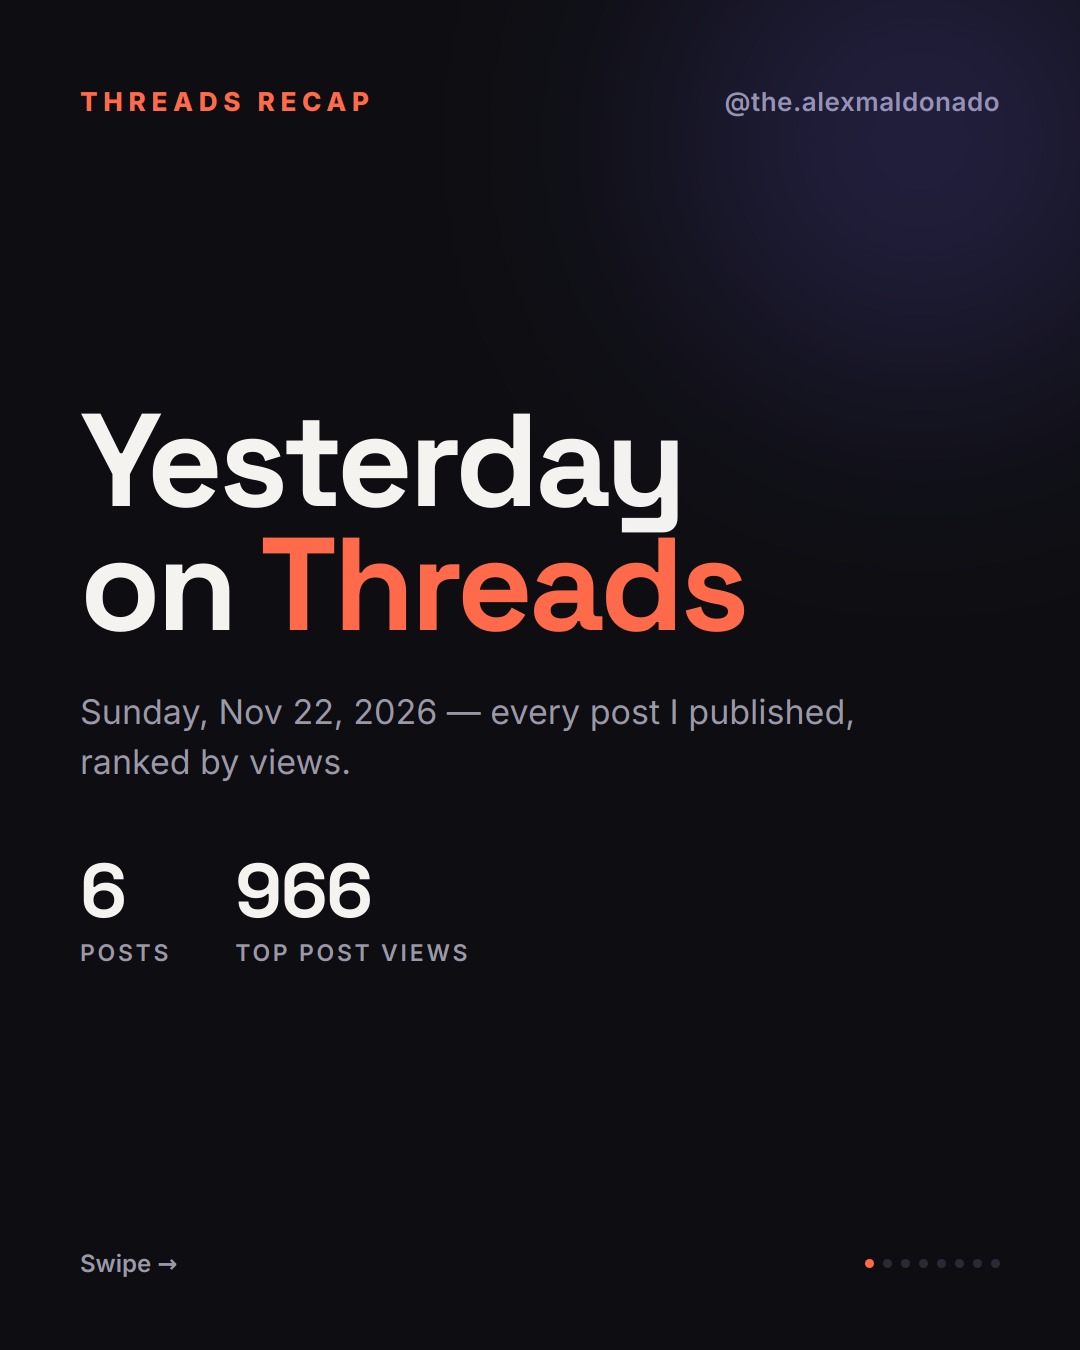 THREADS RECAP
@the.alexmaldonado
Yesterday
on Threads
Sunday, Nov 22, 2026 — every post I published,
ranked by views.
6
POSTS
966
TOP POST VIEWS
Swipe →